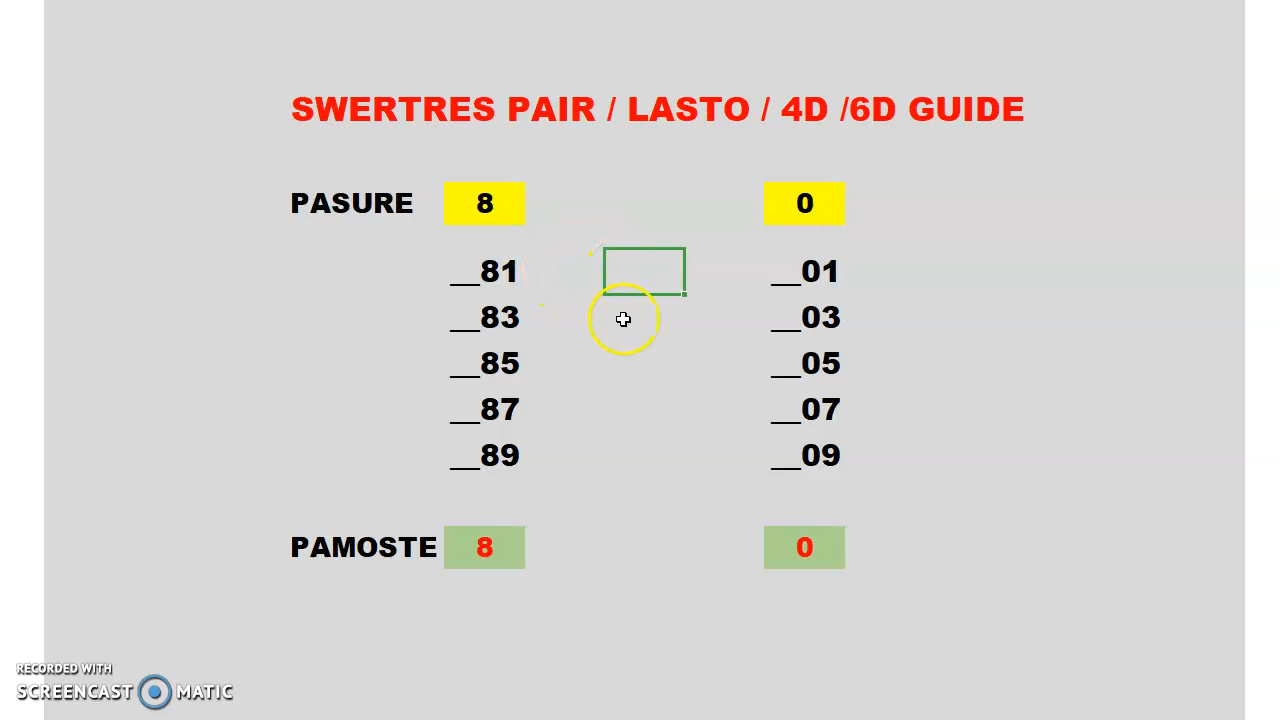 SWERTRES PAIR / LASTO / 4D /6D GUIDE
PASURE 8 0
__81 __01
__83 __03
__85 __05
__87 __07
__89 __09
PAMOSTE 8 0
RECORDED WITH
SCREENCAST MATIC